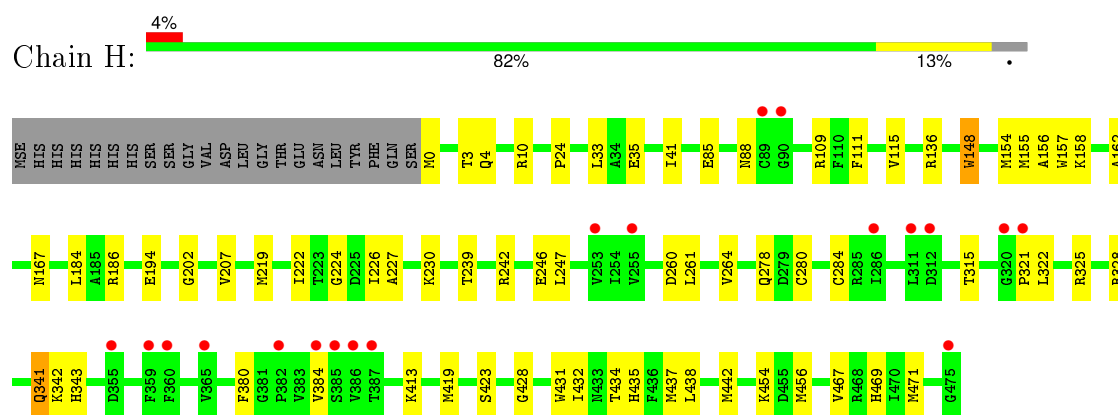 4%
Chain H:
82% 13% •
MSE HIS HIS HIS HIS HIS HIS SER SER GLY VAL ASP LEU GLY THR GLU ASN LEU TYR PHE GLN SER M0 T3 Q4 R10 P24 L33 A34 E35 I41 E85 N88 C89 G90 R109 F110 F111 V115 R136 W148 M154 M155 A156 W157 K158 A162
N167 L184 A185 R186 E194 G202 V207 M219 I222 T223 G224 D225 I226 A227 K230 T239 R242 E246 L247 V253 I254 V255 D260 L261 V264 Q278 D279 C280 C284 R285 I286 L311 D312 T315 G320 P321 L322 R325 R328
Q341 K342 H343 D355 F359 F360 V365 F380 G381 P382 V383 V384 S385 V386 T387 K413 M419 S423 G428 W431 I432 N433 T434 H435 F436 M437 L438 M442 K454 D455 M456 V467 R468 H469 I470 M471 G475